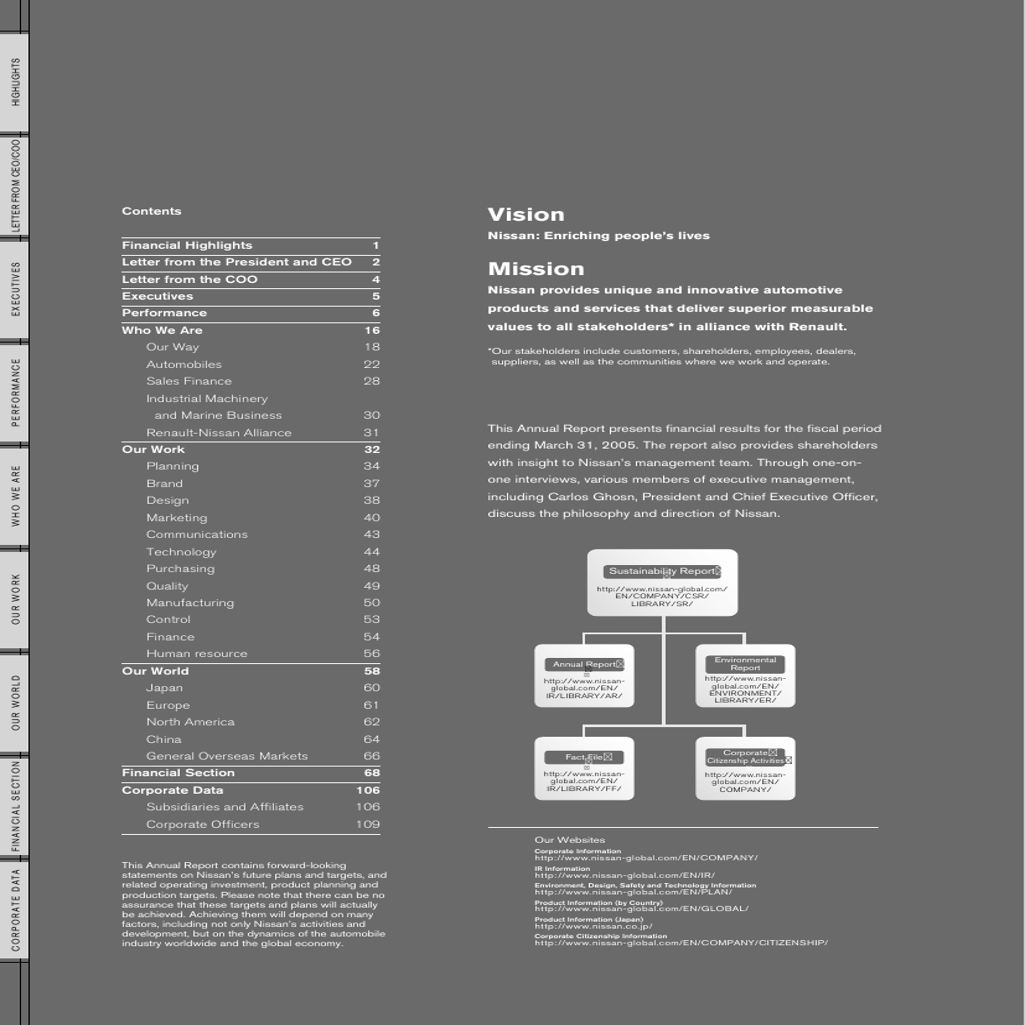 HIGHLIGHTS
LETTER FROM CEO/COO
EXECUTIVES
PERFORMANCE
WHO WE ARE
OUR WORK
OUR WORLD
FINANCIAL SECTION
CORPORATE DATA
Contents
Financial Highlights 1
Letter from the President and CEO 2
Letter from the COO 4
Executives 5
Performance 6
Who We Are 16
Our Way 18
Automobiles 22
Sales Finance 28
Industrial Machinery
and Marine Business 30
Renault-Nissan Alliance 31
Our Work 32
Planning 34
Brand 37
Design 38
Marketing 40
Communications 43
Technology 44
Purchasing 48
Quality 49
Manufacturing 50
Control 53
Finance 54
Human resource 56
Our World 58
Japan 60
Europe 61
North America 62
China 64
General Overseas Markets 66
Financial Section 68
Corporate Data 106
Subsidiaries and Affiliates 106
Corporate Officers 109
This Annual Report contains forward-looking
statements on Nissan's future plans and targets, and
related operating investment, product planning and
production targets. Please note that there can be no
assurance that these targets and plans will actually
be achieved. Achieving them will depend on many
factors, including not only Nissan's activities and
development, but on the dynamics of the automobile
industry worldwide and the global economy.
Vision
Nissan: Enriching people's lives
Mission
Nissan provides unique and innovative automotive
products and services that deliver superior measurable
values to all stakeholders* in alliance with Renault.
*Our stakeholders include customers, shareholders, employees, dealers,
suppliers, as well as the communities where we work and operate.
This Annual Report presents financial results for the fiscal period
ending March 31, 2005. The report also provides shareholders
with insight to Nissan's management team. Through one-on-
one interviews, various members of executive management,
including Carlos Ghosn, President and Chief Executive Officer,
discuss the philosophy and direction of Nissan.
Sustainability Report
http://www.nissan-global.com/
EN/COMPANY/CSR/
LIBRARY/SR/
Annual Report
http://www.nissan-
global.com/EN/
IR/LIBRARY/AR/
Environmental
Report
http://www.nissan-
global.com/EN/
ENVIRONMENT/
LIBRARY/ER/
Fact File
http://www.nissan-
global.com/EN/
IR/LIBRARY/FF/
Corporate
Citizenship Activities
http://www.nissan-
global.com/EN/
COMPANY/
Our Websites
Corporate Information
http://www.nissan-global.com/EN/COMPANY/
IR Information
http://www.nissan-global.com/EN/IR/
Environment, Design, Safety and Technology Information
http://www.nissan-global.com/EN/PLAN/
Product Information (by Country)
http://www.nissan-global.com/EN/GLOBAL/
Product Information (Japan)
http://www.nissan.co.jp/
Corporate Citizenship Information
http://www.nissan-global.com/EN/COMPANY/CITIZENSHIP/